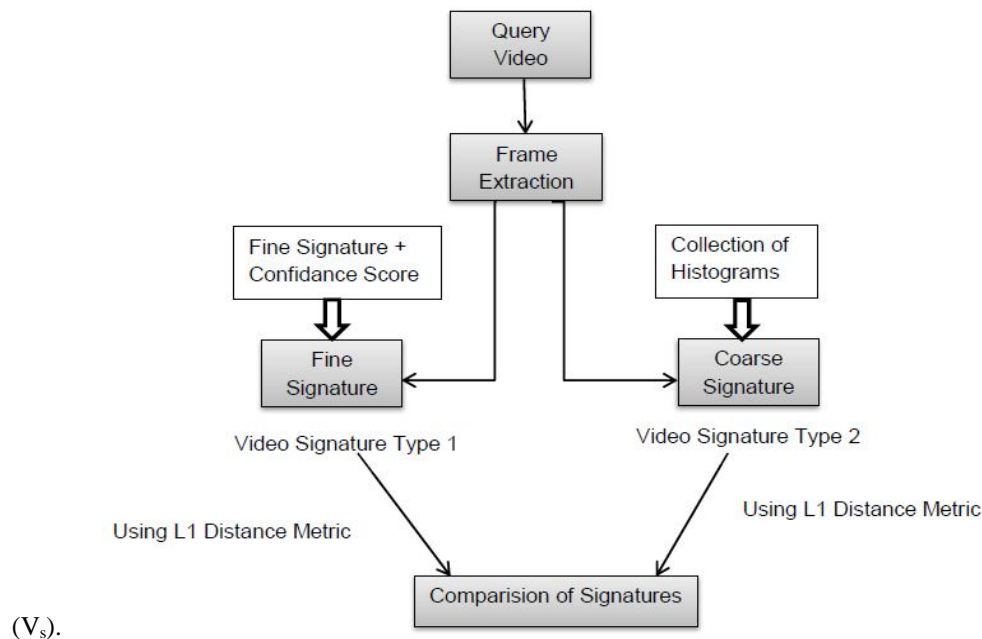 Query
Video
Frame
Extraction
Fine Signature +
Confidance Score
Collection of
Histograms
Fine
Signature
Coarse
Signature
Video Signature Type 1
Video Signature Type 2
Using L1 Distance Metric
Using L1 Distance Metric
Comparision of Signatures
(Vₛ).